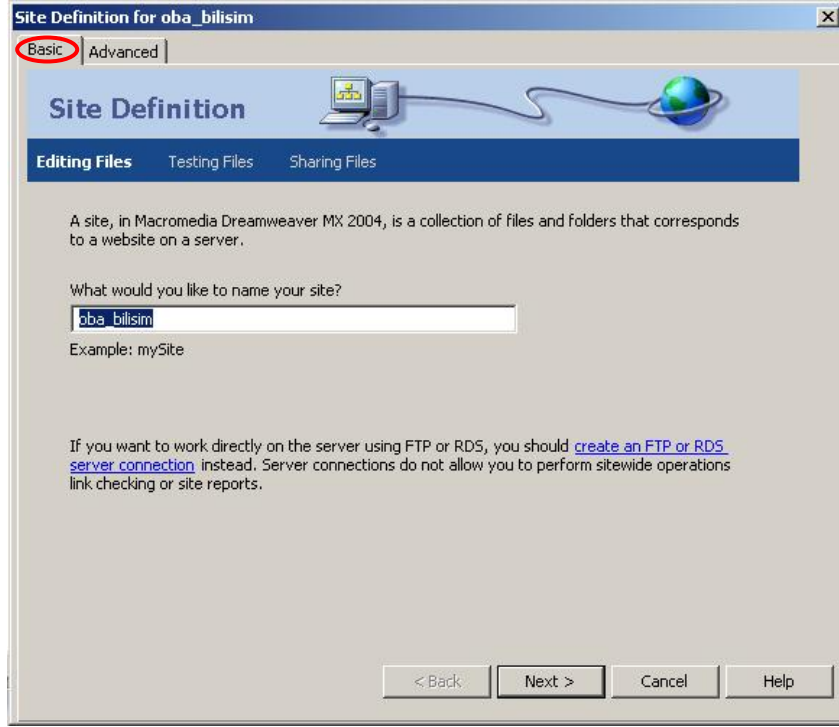 Site Definition for oba_bilisim
Basic Advanced
Site Definition
Editing Files Testing Files Sharing Files
A site, in Macromedia Dreamweaver MX 2004, is a collection of files and folders that corresponds
to a website on a server.
What would you like to name your site?
oba_bilisim
Example: mySite
If you want to work directly on the server using FTP or RDS, you should create an FTP or RDS
server connection instead. Server connections do not allow you to perform sitewide operations
link checking or site reports.
< Back Next > Cancel Help